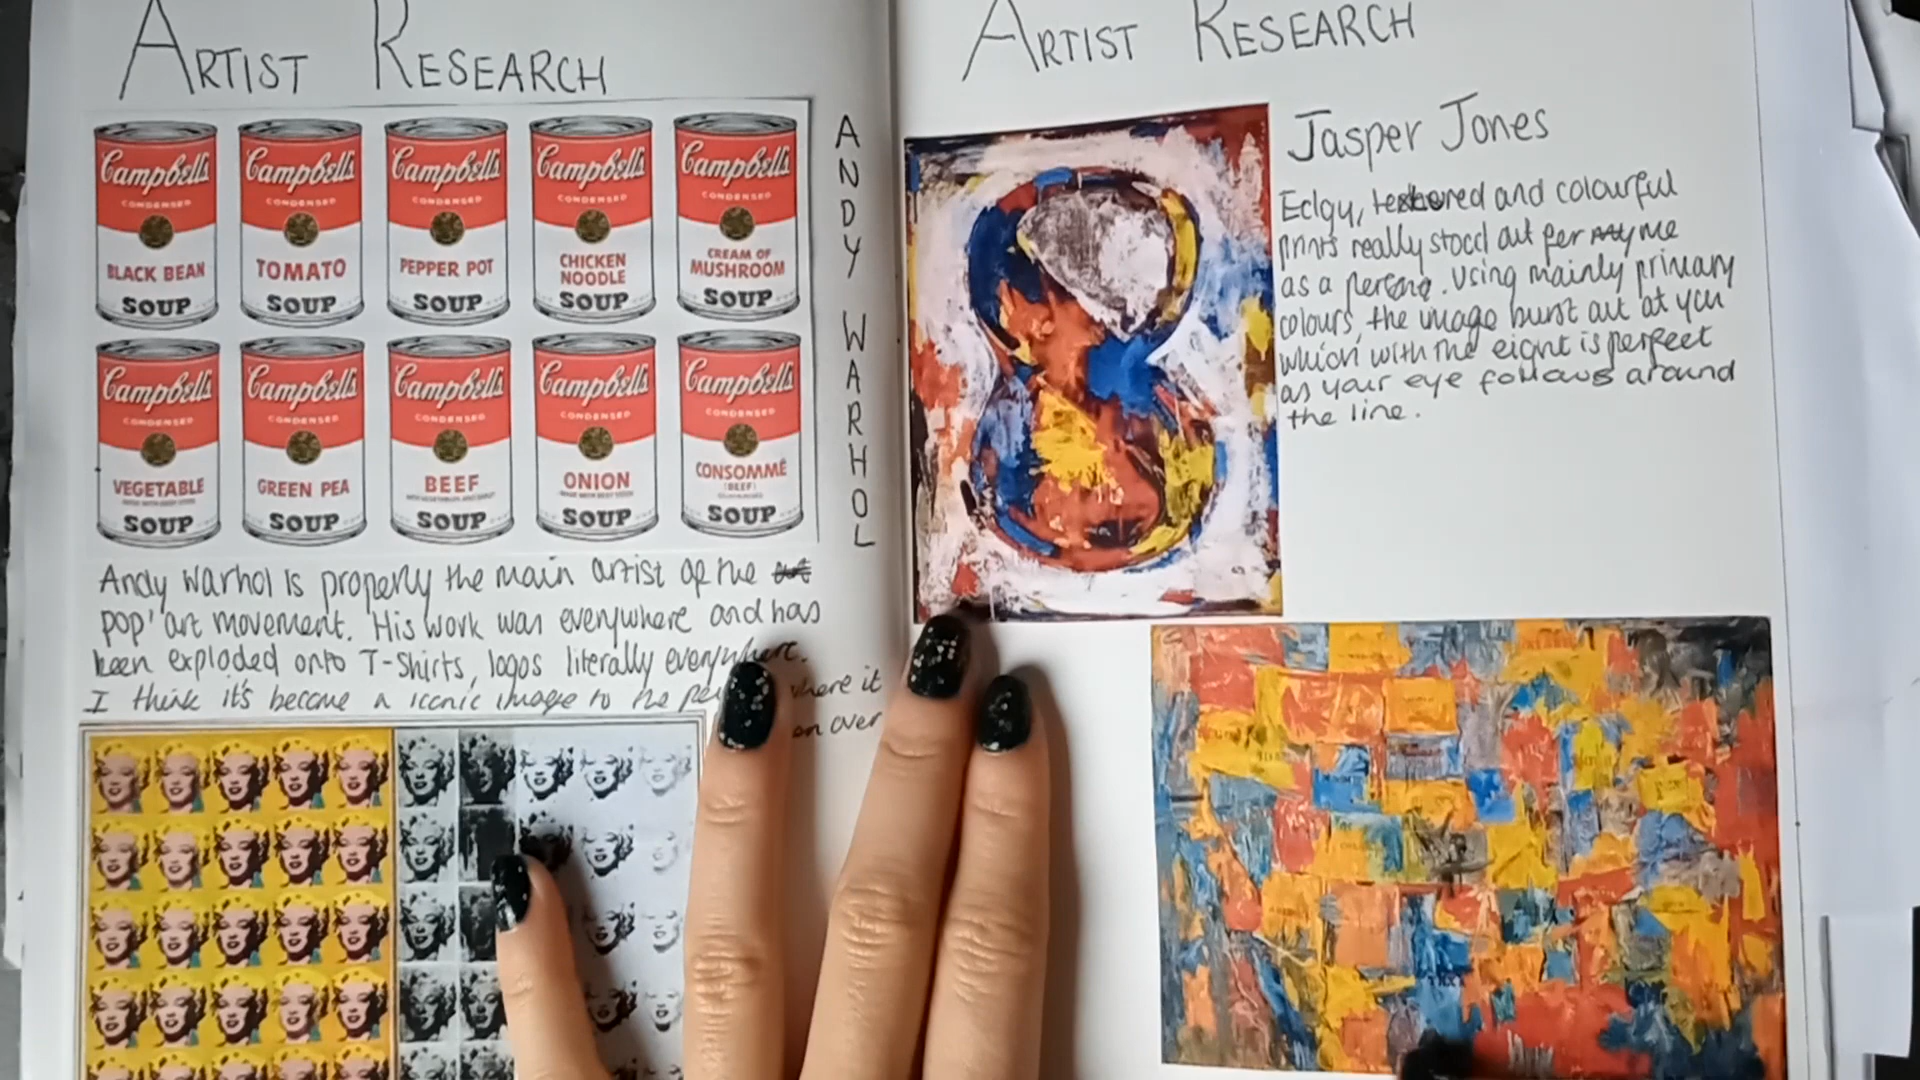 ARTIST RESEARCH
Campbell's Campbell's Campbell's Campbell's Campbell's
CONDENSED CONDENSED CONDENSED CONDENSED CONDENSED
BLACK BEAN TOMATO PEPPER POT CHICKEN NOODLE CREAM OF MUSHROOM
SOUP SOUP SOUP SOUP SOUP
Campbell's Campbell's Campbell's Campbell's Campbell's
CONDENSED CONDENSED CONDENSED CONDENSED CONDENSED
VEGETABLE GREEN PEA BEEF ONION CONSOMMÉ
(BEEF)
SOUP SOUP SOUP SOUP SOUP
ANDY WARHOL
Andy Warhol is properly the main artist of the
pop' art movement. His work was everywhere and has
been exploded onto T-Shirts, logos literally everywhere.
I think it's become a iconic image to the where it
over
ARTIST RESEARCH
Jasper Jones
Edgy, textured and colourful
prints really stood out for me
as a person. Using mainly primary
colours, the image burst out at you
which with the eight is perfect
as your eye follows around
the line.